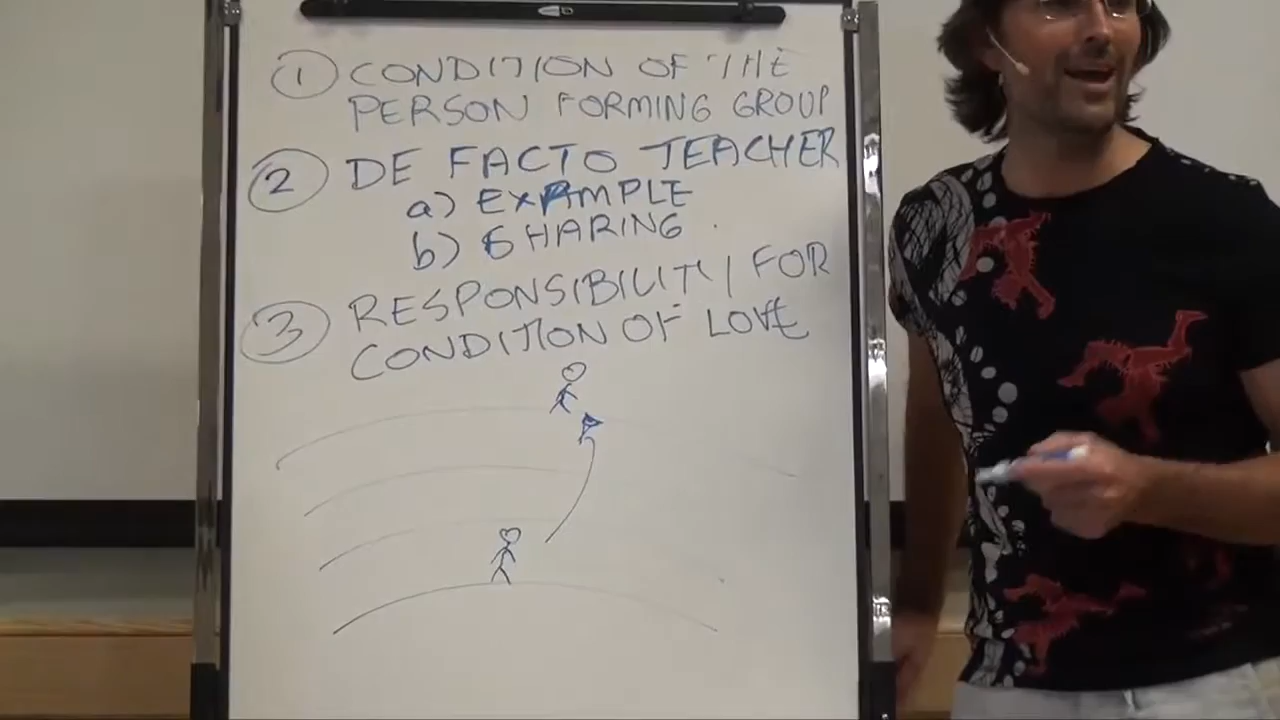 1 CONDITION OF THE
PERSON FORMING GROUP
2 DE FACTO TEACHER
a) EXAMPLE
b) SHARING
3 RESPONSIBILITY FOR
CONDITION OF LOVE